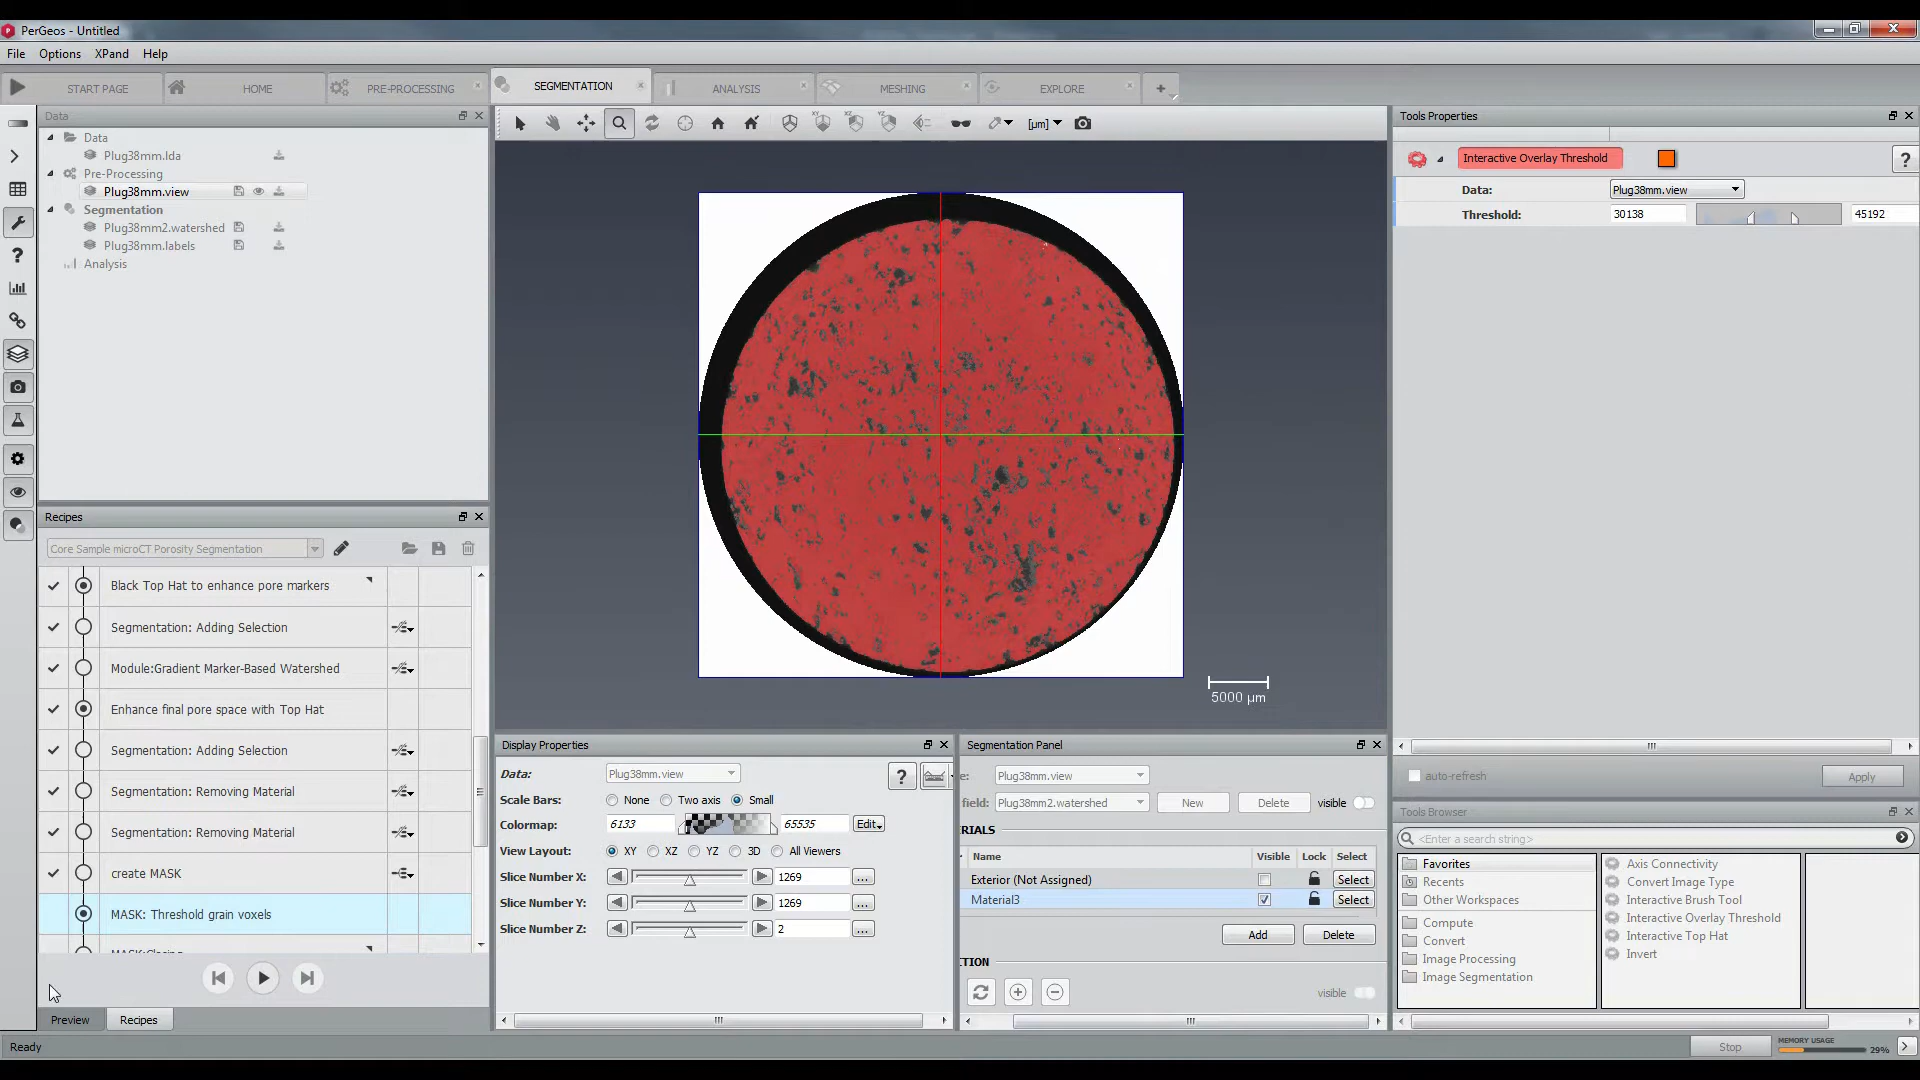 PerGeos - Untitled
File Options XPand Help
START PAGE HOME PRE-PROCESSING SEGMENTATION ANALYSIS MESHING EXPLORE
Data
Data
Plug38mm.lda
Pre-Processing
Plug38mm.view
Segmentation
Plugmm2.watershed
Plug38mm.labels
Analysis
[µm]
5000 µm
Tools Properties
Interactive Overlay Threshold
Data: Plug38mm.view
Threshold: 30138 45192
auto-refresh Apply
Recipes
Core Sample microCT Porosity Segmentation
Black Top Hat to enhance pore markers
Segmentation: Adding Selection
Module:Gradient Marker-Based Watershed
Enhance final pore space with Top Hat
Segmentation: Adding Selection
Segmentation: Removing Material
Segmentation: Removing Material
create MASK
MASK: Threshold grain voxels
Preview Recipes
Display Properties
Data: Plug38mm.view
Scale Bars: None Two axis Small
Colormap: 6133 65535 Edit
View Layout: XY XZ YZ 3D All Viewers
Slice Number X: 1269 ...
Slice Number Y: 1269 ...
Slice Number Z: 2 ...
Segmentation Panel
e: Plug38mm.view
field: Plug38mm2.watershed New Delete visible
RIALS
Name Visible Lock Select
Exterior (Not Assigned) Select
Material3 Select
Add Delete
CTION
visible
Tools Browser
<Enter a search string>
Favorites
Recents
Other Workspaces
Compute
Convert
Image Processing
Image Segmentation
Axis Connectivity
Convert Image Type
Interactive Brush Tool
Interactive Overlay Threshold
Interactive Top Hat
Invert
Ready Stop MEMORY USAGE 29%